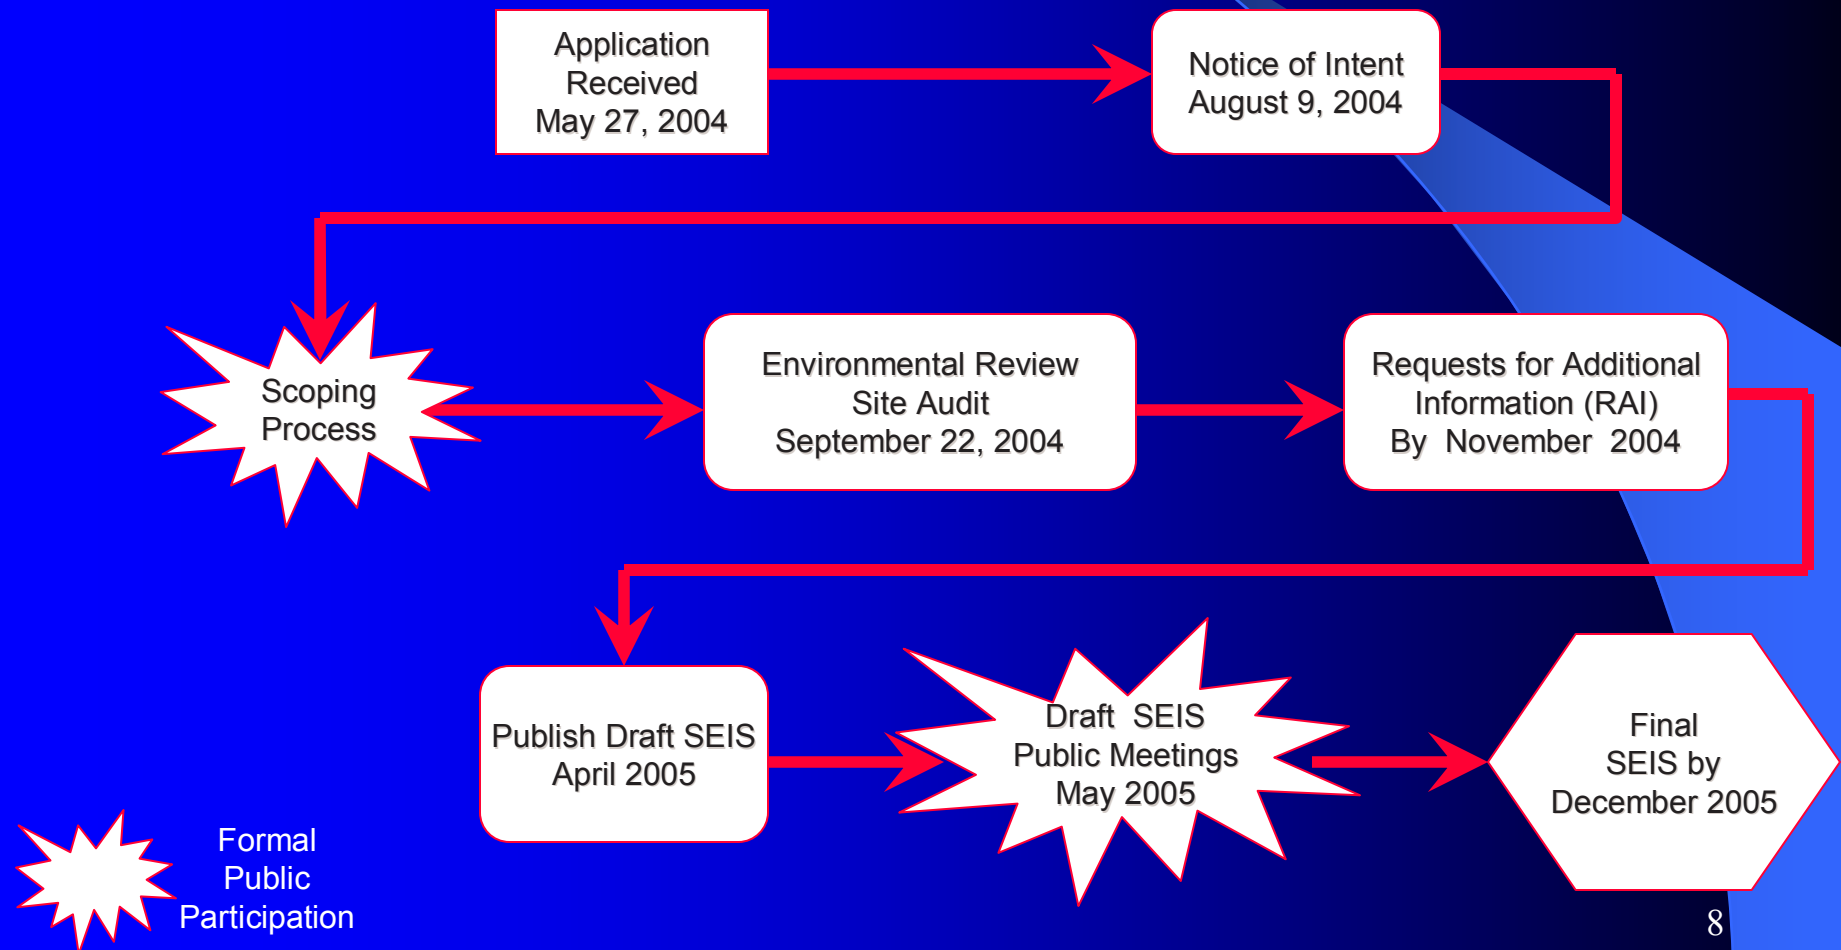 Application
Received
May 27, 2004
Notice of Intent
August 9, 2004
Scoping
Process
Environmental Review
Site Audit
September 22, 2004
Requests for Additional
Information (RAI)
By November 2004
Publish Draft SEIS
April 2005
Draft SEIS
Public Meetings
May 2005
Final
SEIS by
December 2005
Formal
Public
Participation
8